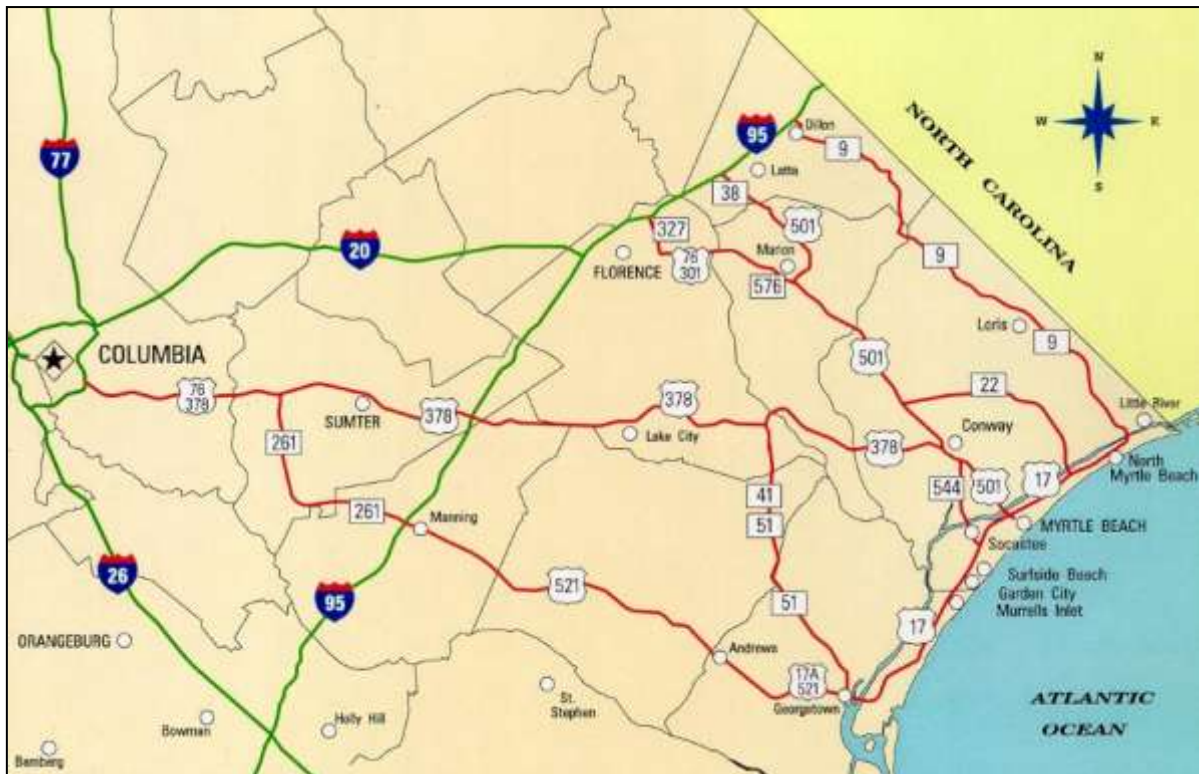 N
W
E
S
NORTH CAROLINA
77
95
Dillon
9
Latta
38
501
327
20
FLORENCE
76
301
Marion
576
9
Loris
9
COLUMBIA
501
76
378
SUMTER
378
378
22
Little River
261
Lake City
378
Conway
North
Myrtle Beach
17
41
544
501
261
Manning
51
MYRTLE BEACH
Socastee
26
95
521
Surfside Beach
Garden City
Murrells Inlet
51
17
ORANGEBURG
Andrews
17A
521
Georgetown
St.
Stephen
ATLANTIC
OCEAN
Bowman
Holly Hill
Bamberg